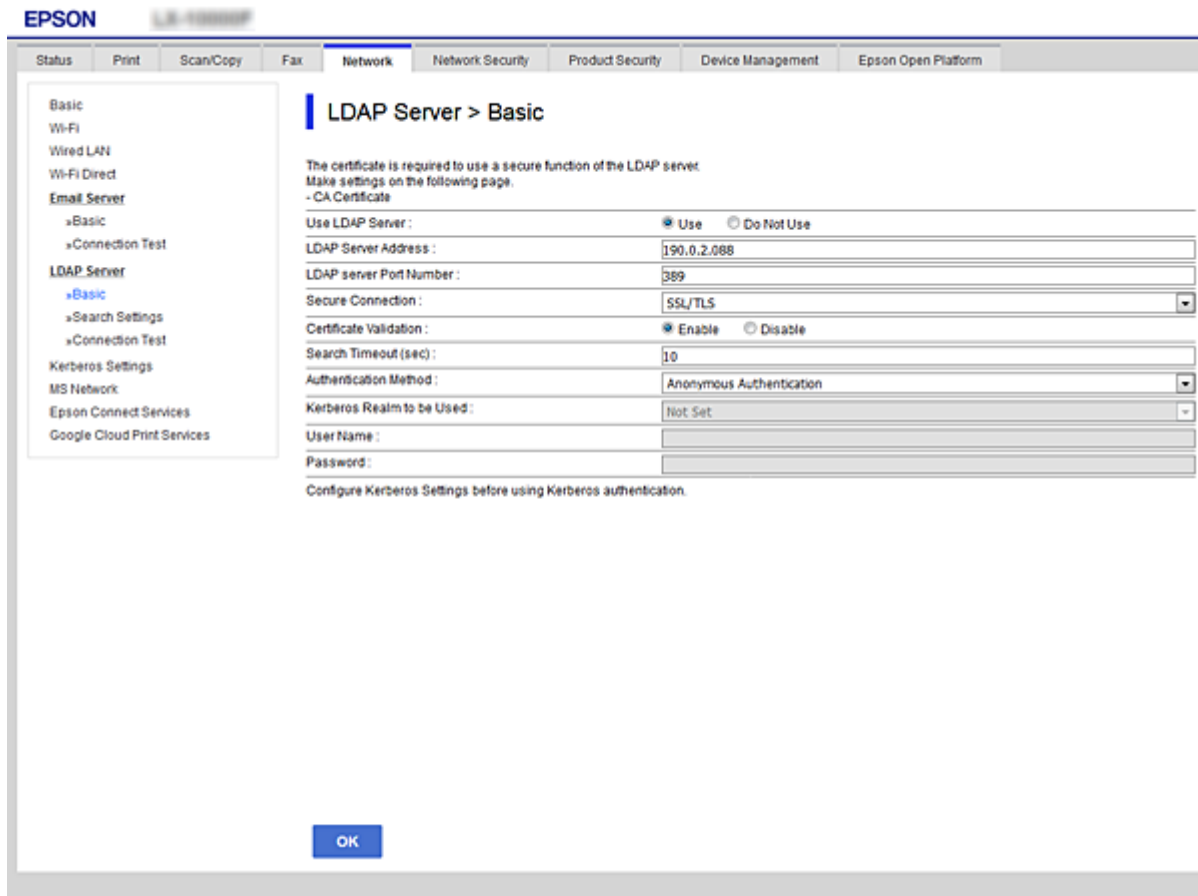 EPSON
Status Print Scan/Copy Fax Network Network Security Product Security Device Management Epson Open Platform
Basic
Wi-Fi
Wired LAN
Wi-Fi Direct
Email Server
»Basic
»Connection Test
LDAP Server
»Basic
»Search Settings
»Connection Test
Kerberos Settings
MS Network
Epson Connect Services
Google Cloud Print Services
LDAP Server > Basic
The certificate is required to use a secure function of the LDAP server.
Make settings on the following page.
- CA Certificate
Use LDAP Server : Use Do Not Use
LDAP Server Address : 190.0.2.088
LDAP server Port Number : 389
Secure Connection : SSL/TLS
Certificate Validation : Enable Disable
Search Timeout (sec) : 10
Authentication Method : Anonymous Authentication
Kerberos Realm to be Used : Not Set
User Name :
Password :
Configure Kerberos Settings before using Kerberos authentication.
OK